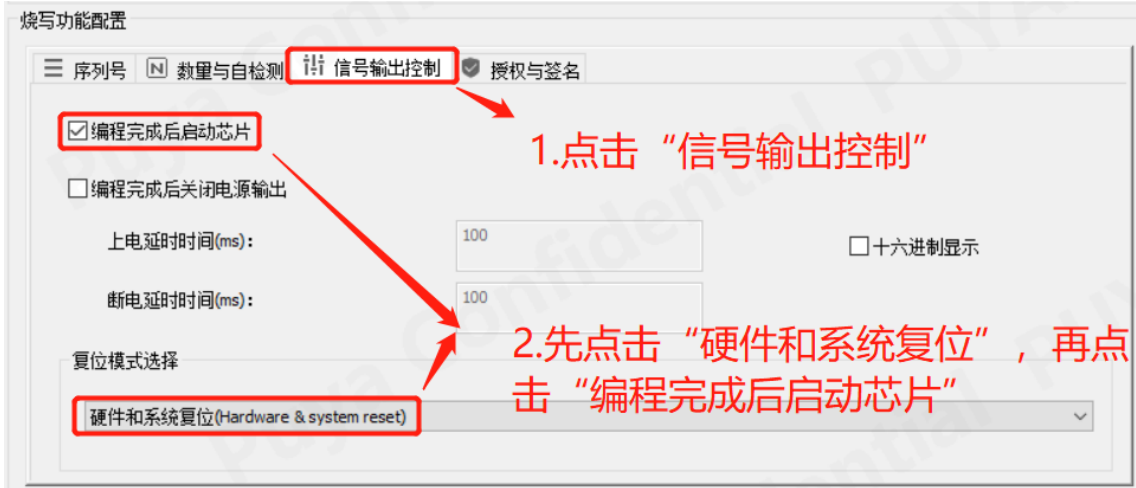 烧写功能配置
序列号 N 数量与自检测 信号输出控制 授权与签名
编程完成后启动芯片
1.点击“信号输出控制”
编程完成后关闭电源输出
上电延时时间(ms)： 100 十六进制显示
断电延时时间(ms)： 100
2.先点击“硬件和系统复位”，再点
击“编程完成后启动芯片”
复位模式选择
硬件和系统复位(Hardware & system reset)
Puya Confidential PUYA
Puya Confidential PUYA